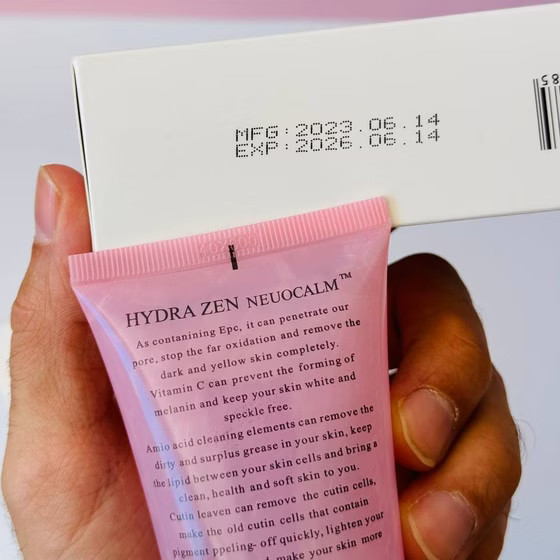 MFG:2023.06.14
EXP:2026.06.14
HYDRA ZEN NEUOCALM™
As contanining Epc, it can penetrate our
pore, stop the far oxidation and remove the
dark and yellow skin completely.
Vitamin C can prevent the forming of
melanin and keep your skin white and
speckle free.
Amio acid cleaning elements can remove the
dirty and surplus grease in your skin, keep
the lipid between your skin cells and bring a
clean, health and soft skin to you.
Cutin leaven can remove the cutin cells,
make the old cutin cells that contain
pigment ppeling- off quickly, lighten your
make your skin more